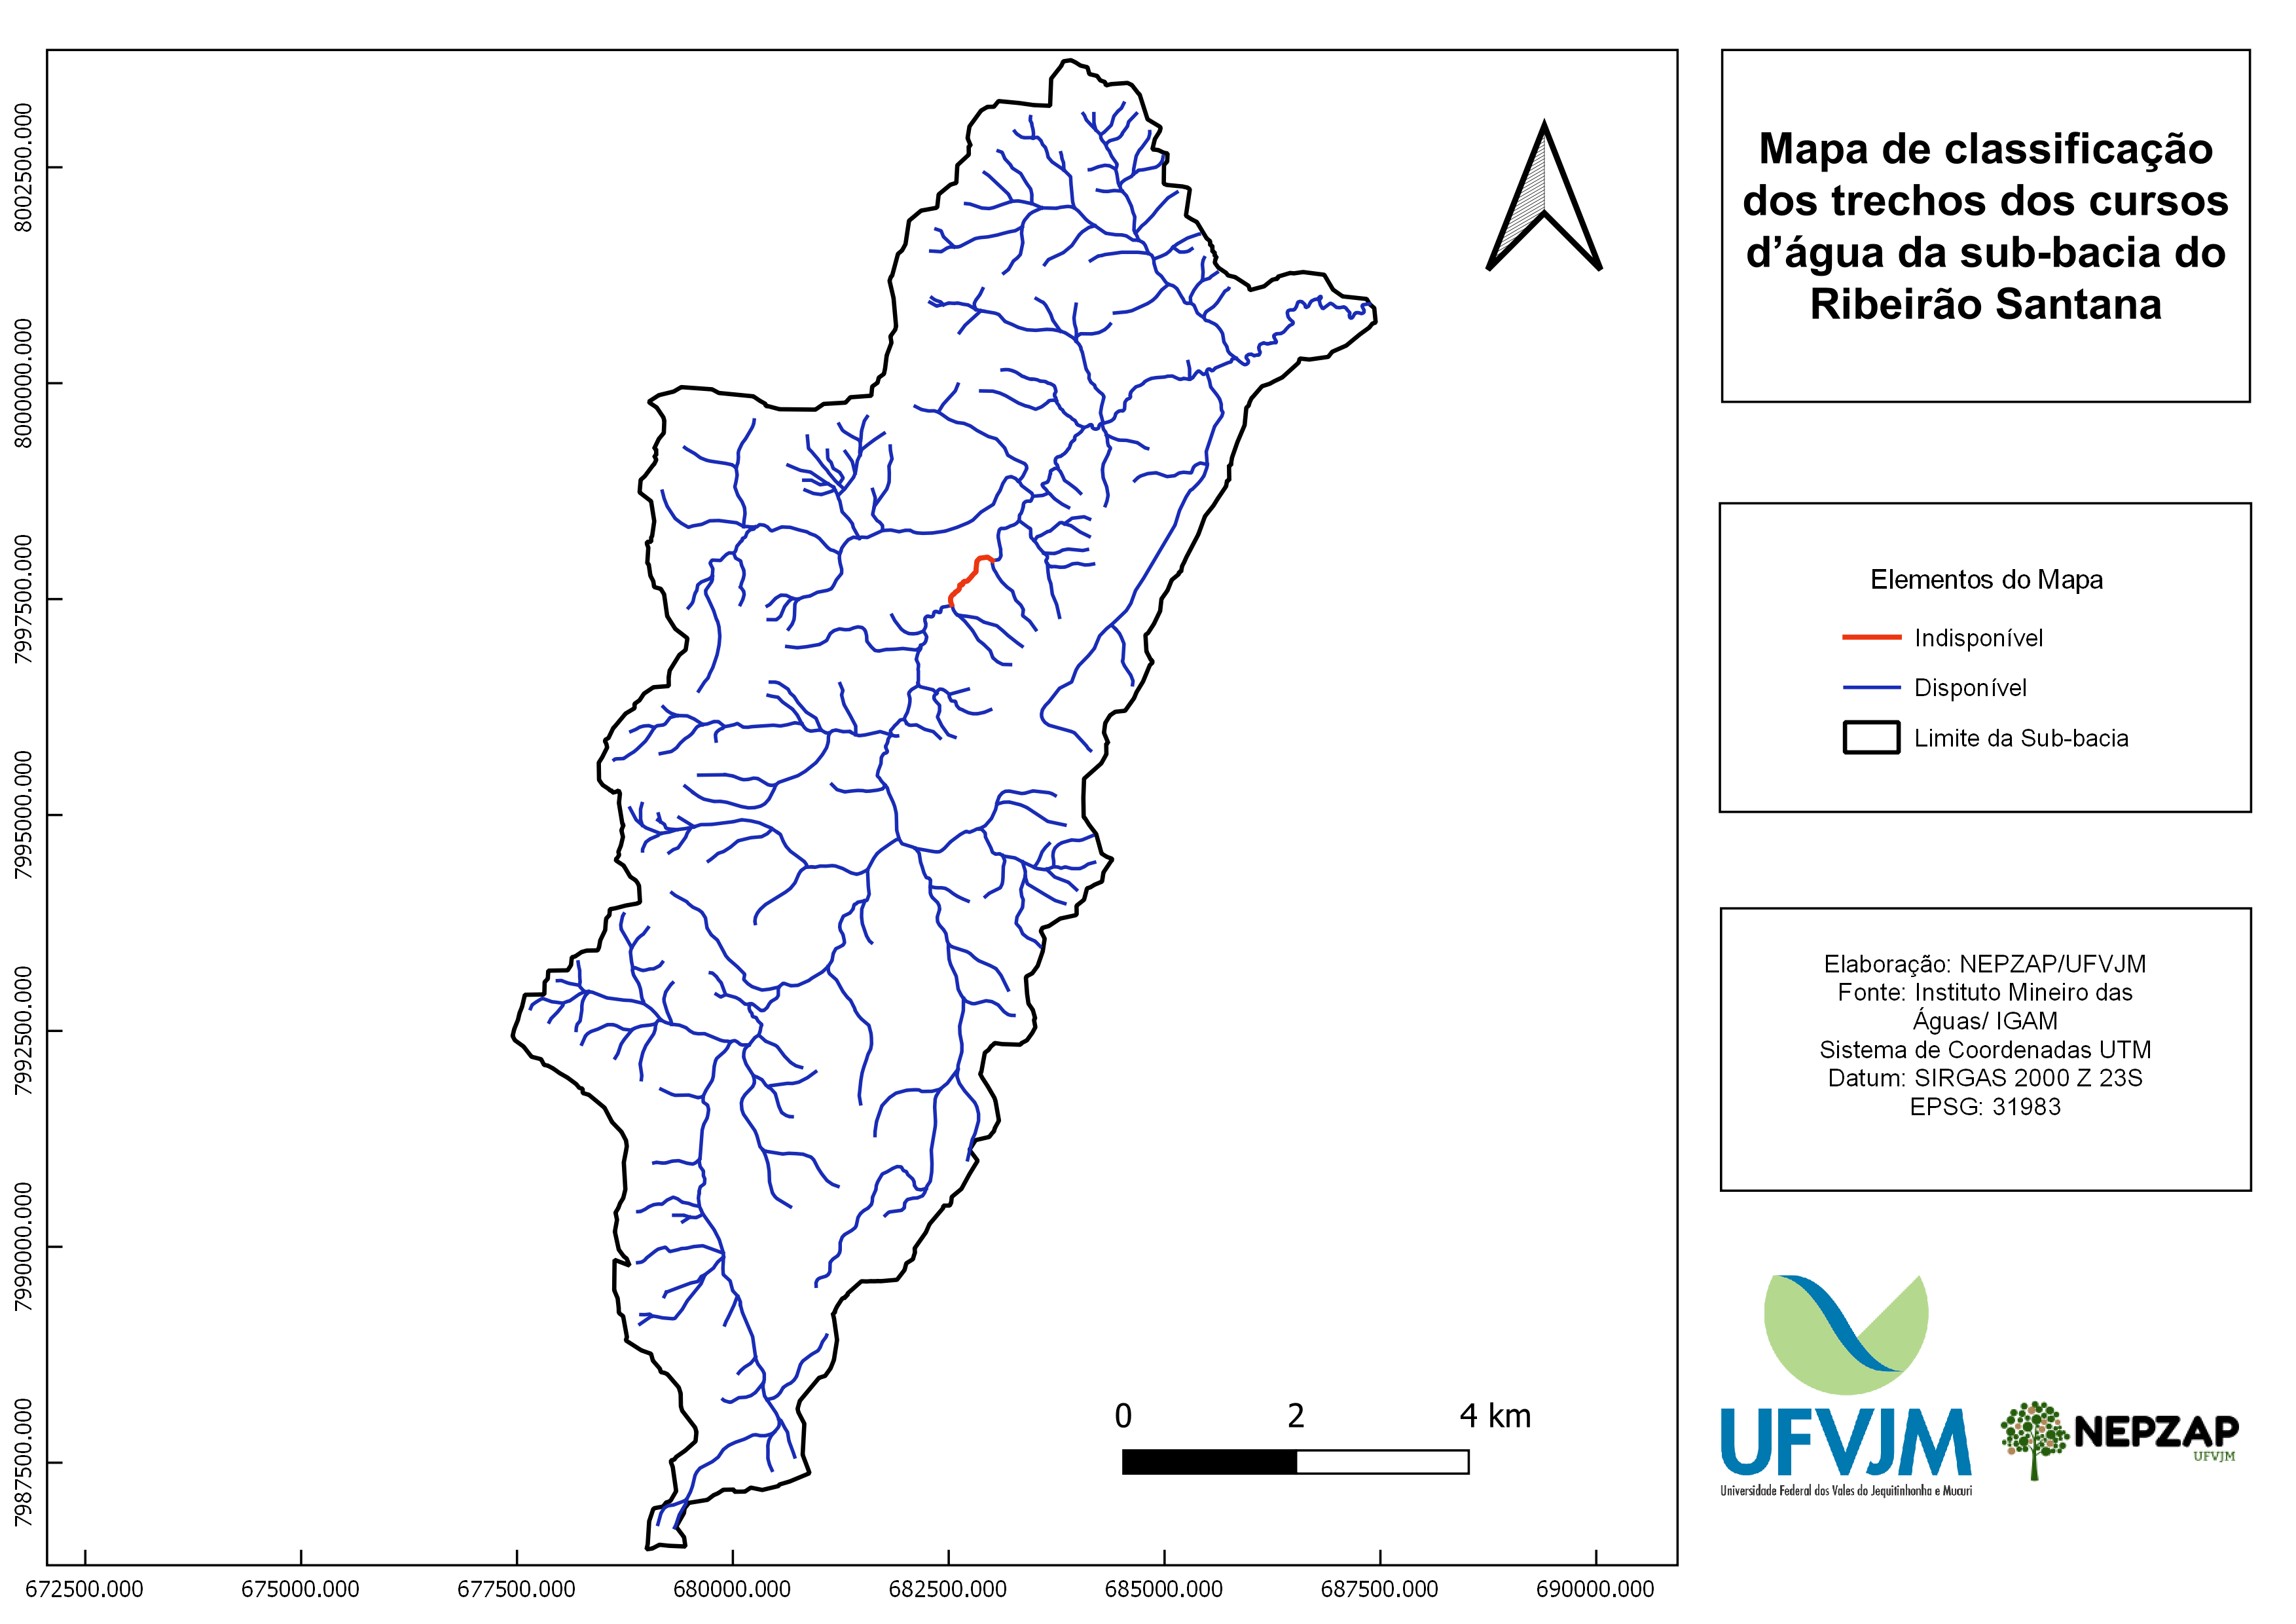 Mapa de classificação
dos trechos dos cursos
d’água da sub-bacia do
Ribeirão Santana
Elementos do Mapa
Indisponível
Disponível
Limite da Sub-bacia
Elaboração: NEPZAP/UFVJM
Fonte: Instituto Mineiro das
Águas/ IGAM
Sistema de Coordenadas UTM
Datum: SIRGAS 2000 Z 23S
EPSG: 31983
UFVJM
Universidade Federal dos Vales do Jequitinhonha e Mucuri
NEPZAP
UFVJM
0 2 4 km
8002500.000
8000000.000
7997500.000
7995000.000
7992500.000
7990000.000
7987500.000
672500.000 675000.000 677500.000 680000.000 682500.000 685000.000 687500.000 690000.000